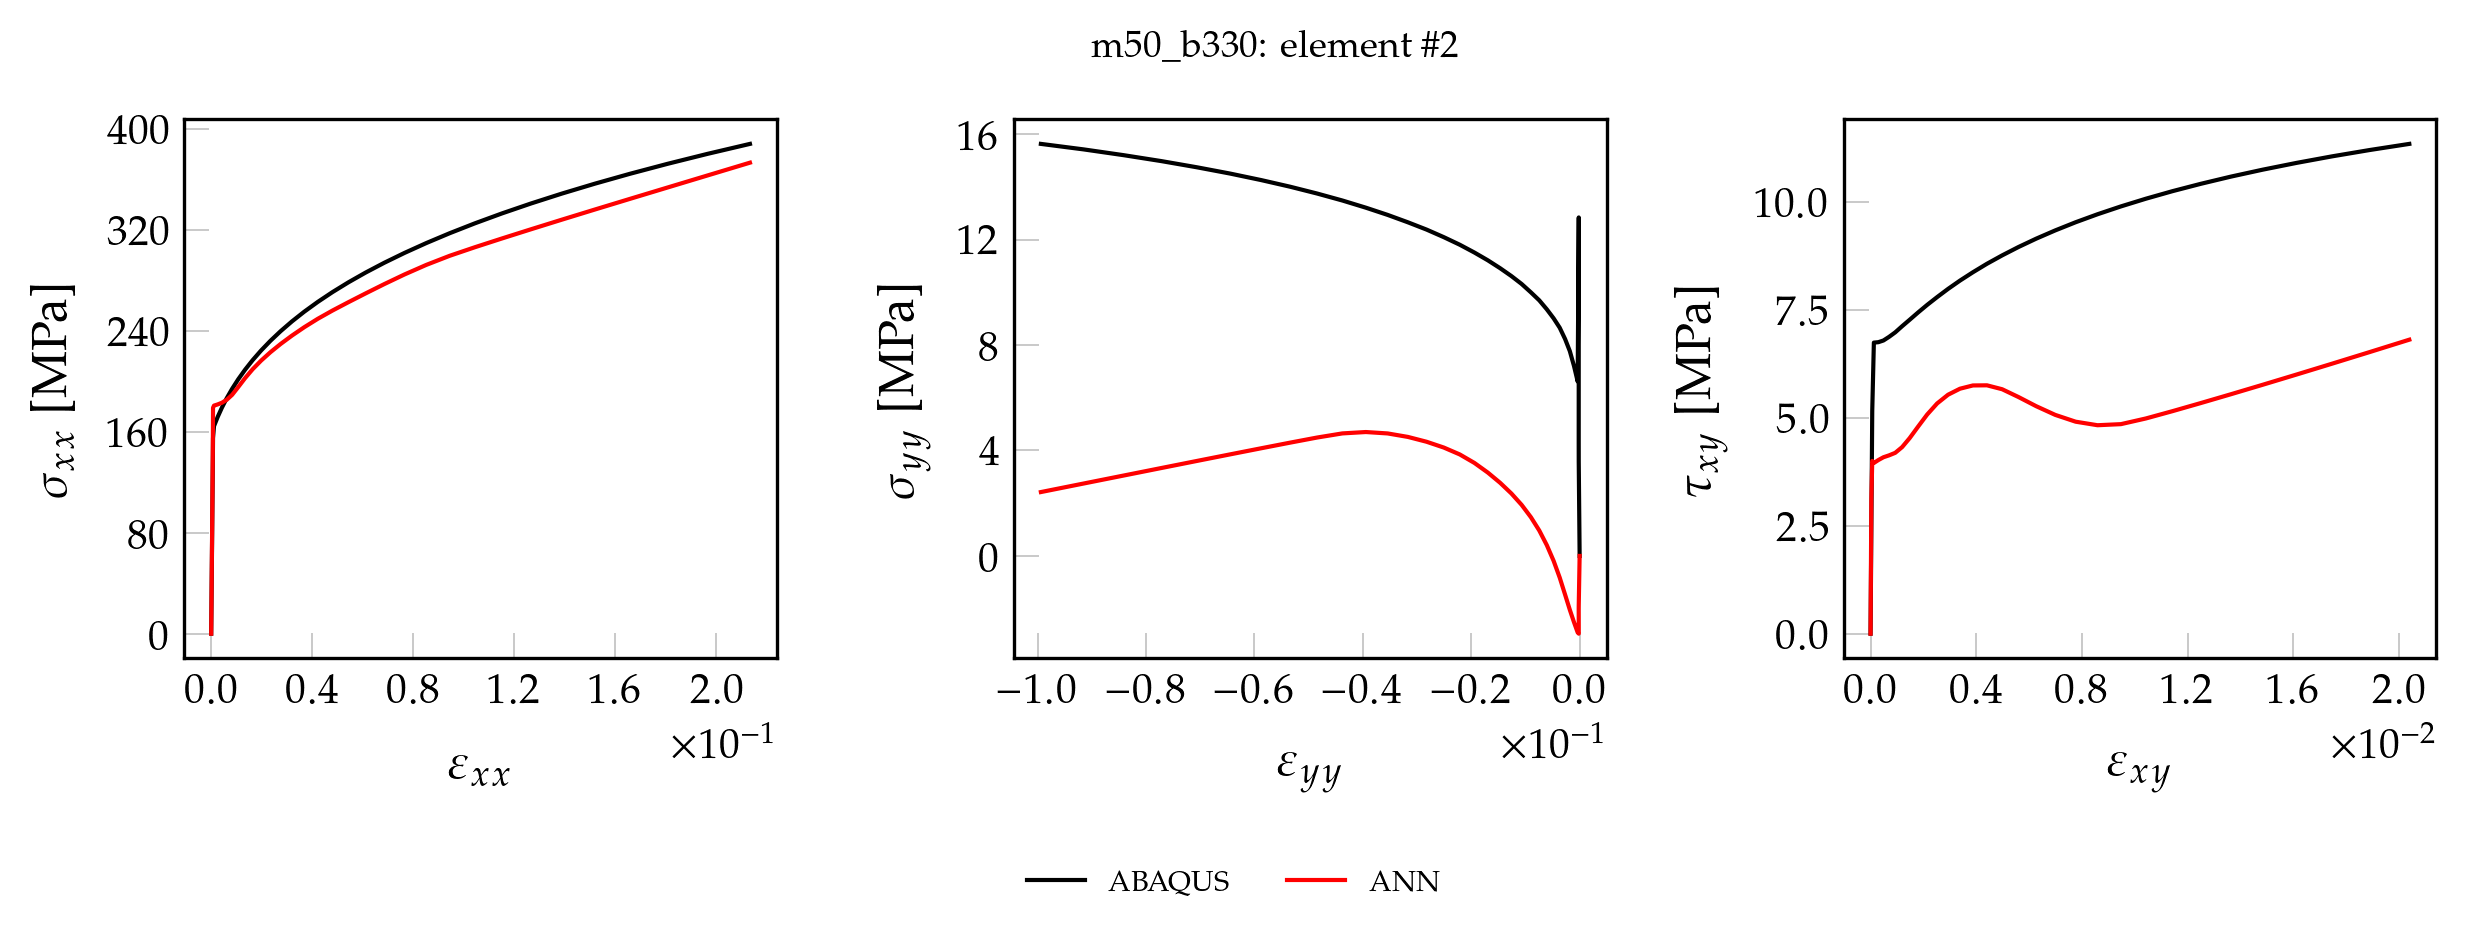 m50_b330: element #2
400
320
240
160
80
0
σxx [MPa]
0.0 0.4 0.8 1.2 1.6 2.0
×10⁻¹
εxx
16
12
8
4
0
σyy [MPa]
−1.0 −0.8 −0.6 −0.4 −0.2 0.0
×10⁻¹
εyy
10.0
7.5
5.0
2.5
0.0
τxy [MPa]
0.0 0.4 0.8 1.2 1.6 2.0
×10⁻²
εxy
ABAQUS ANN